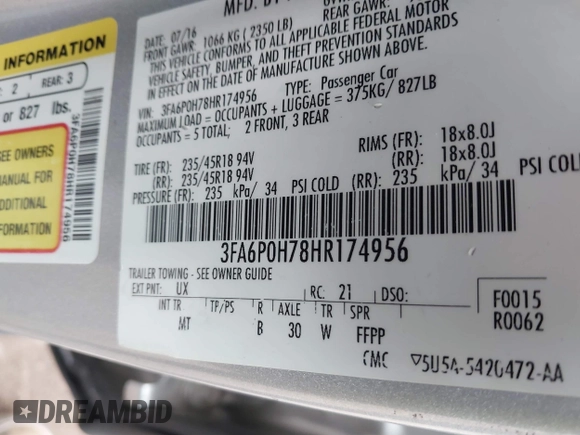 INFORMATION
2 REAR: 3
or 827 lbs.
SEE OWNERS
MANUAL FOR
ADDITIONAL
INFORMATION
3FA6P0H78HR174956
MFD. BY
DATE: 07/16
FRONT GAWR: 1066 KG ( 2350 LB)
REAR GAWR:
THIS VEHICLE CONFORMS TO ALL APPLICABLE FEDERAL MOTOR
VEHICLE SAFETY, BUMPER, AND THEFT PREVENTION STANDARDS
IN EFFECT ON THE DATE OF MANUFACTURE SHOWN ABOVE.
VIN: 3FA6P0H78HR174956 TYPE: Passenger Car
MAXIMUM LOAD = OCCUPANTS + LUGGAGE = 375KG/ 827LB
OCCUPANTS = 5 TOTAL; 2 FRONT, 3 REAR
TIRE (FR): 235/45R18 94V RIMS (FR): 18x8.0J
(RR): 235/45R18 94V (RR): 18x8.0J
PRESSURE (FR): 235 kPa/ 34 PSI COLD (RR): 235 kPa/ 34 PSI COLD
3FA6P0H78HR174956
TRAILER TOWING - SEE OWNER GUIDE
EXT PNT: UX RC: 21 DSO:
INT TR TP/PS R AXLE TR SPR
MT B 30 W FFPP
F0015
R0062
CMC ▽5U5A-5420472-AA
DREAMBID